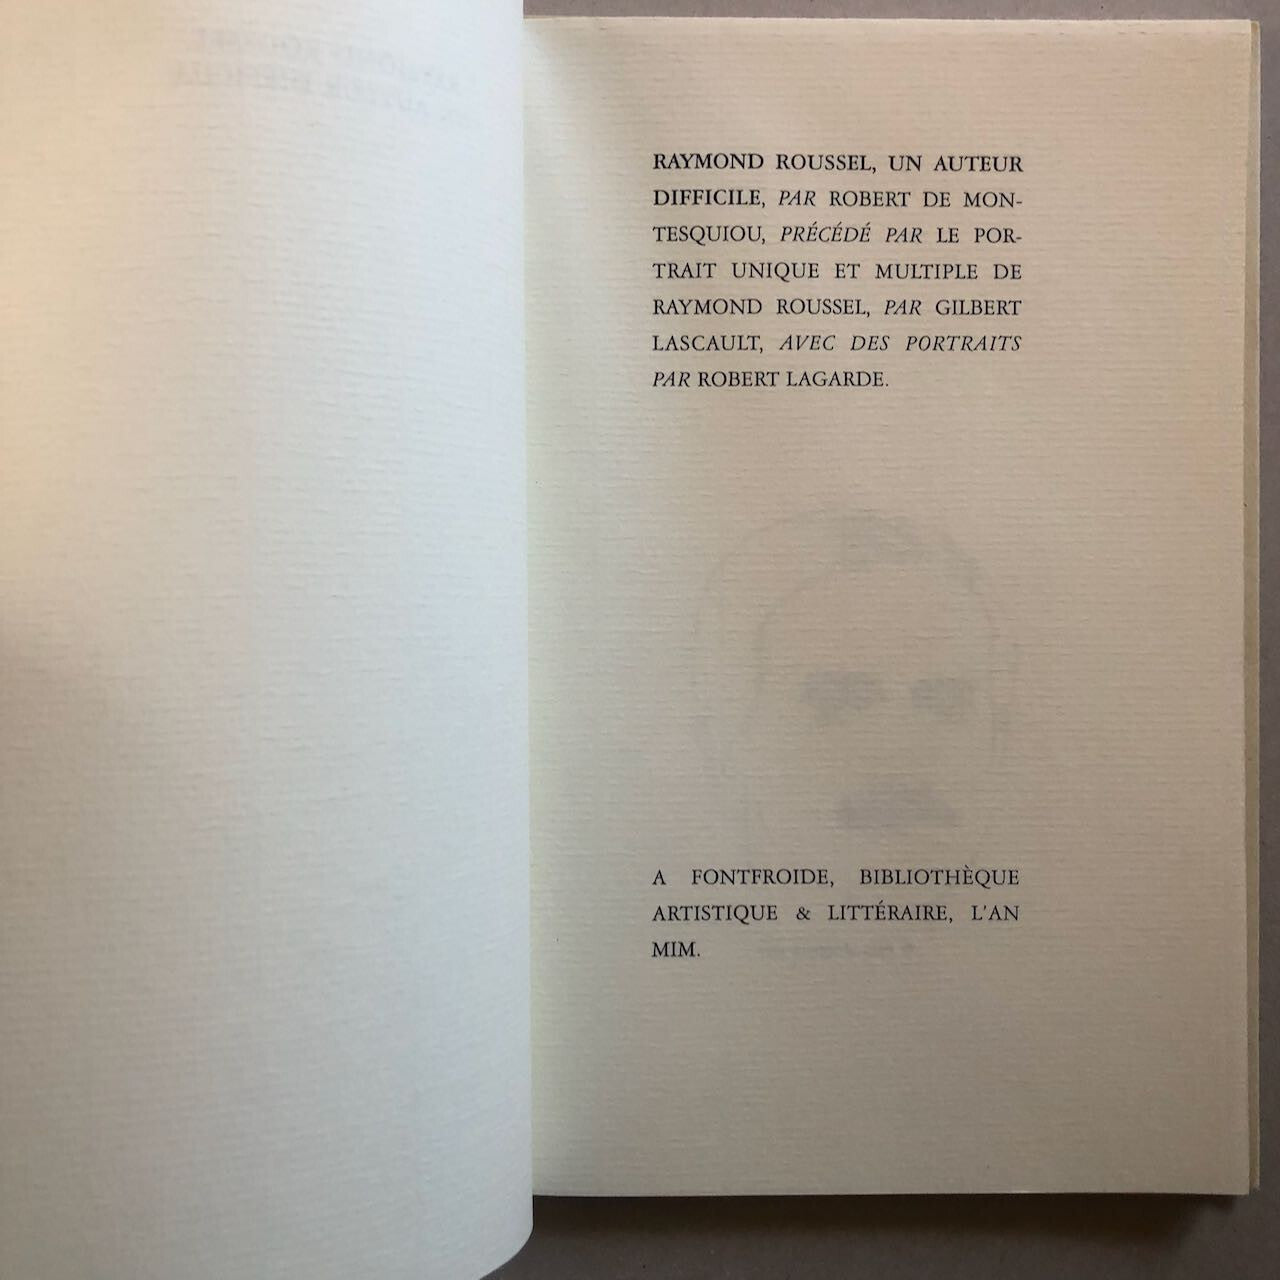 RAYMOND ROUSSEL, UN AUTEUR
DIFFICILE, PAR ROBERT DE MON-
TESQUIOU, PRÉCÉDÉ PAR LE POR-
TRAIT UNIQUE ET MULTIPLE DE
RAYMOND ROUSSEL, PAR GILBERT
LASCAULT, AVEC DES PORTRAITS
PAR ROBERT LAGARDE.
A FONTFROIDE, BIBLIOTHÈQUE
ARTISTIQUE & LITTÉRAIRE, L'AN
MIM.